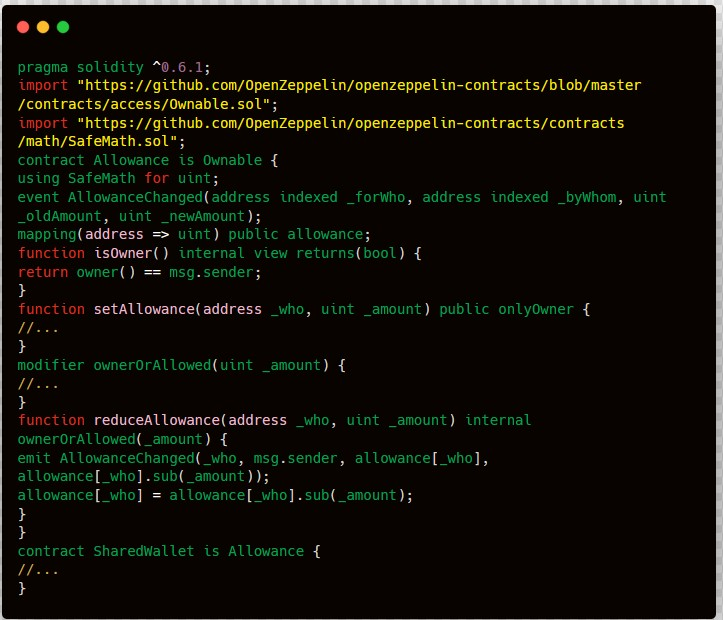 pragma solidity ^0.6.1;
import "https://github.com/OpenZeppelin/openzeppelin-contracts/blob/master
/contracts/access/Ownable.sol";
import "https://github.com/OpenZeppelin/openzeppelin-contracts/contracts
/math/SafeMath.sol";
contract Allowance is Ownable {
using SafeMath for uint;
event AllowanceChanged(address indexed _forWho, address indexed _byWhom, uint
_oldAmount, uint _newAmount);
mapping(address => uint) public allowance;
function isOwner() internal view returns(bool) {
return owner() == msg.sender;
}
function setAllowance(address _who, uint _amount) public onlyOwner {
//...
}
modifier ownerOrAllowed(uint _amount) {
//...
}
function reduceAllowance(address _who, uint _amount) internal
ownerOrAllowed(_amount) {
emit AllowanceChanged(_who, msg.sender, allowance[_who],
allowance[_who].sub(_amount));
allowance[_who] = allowance[_who].sub(_amount);
}
}
contract SharedWallet is Allowance {
//...
}